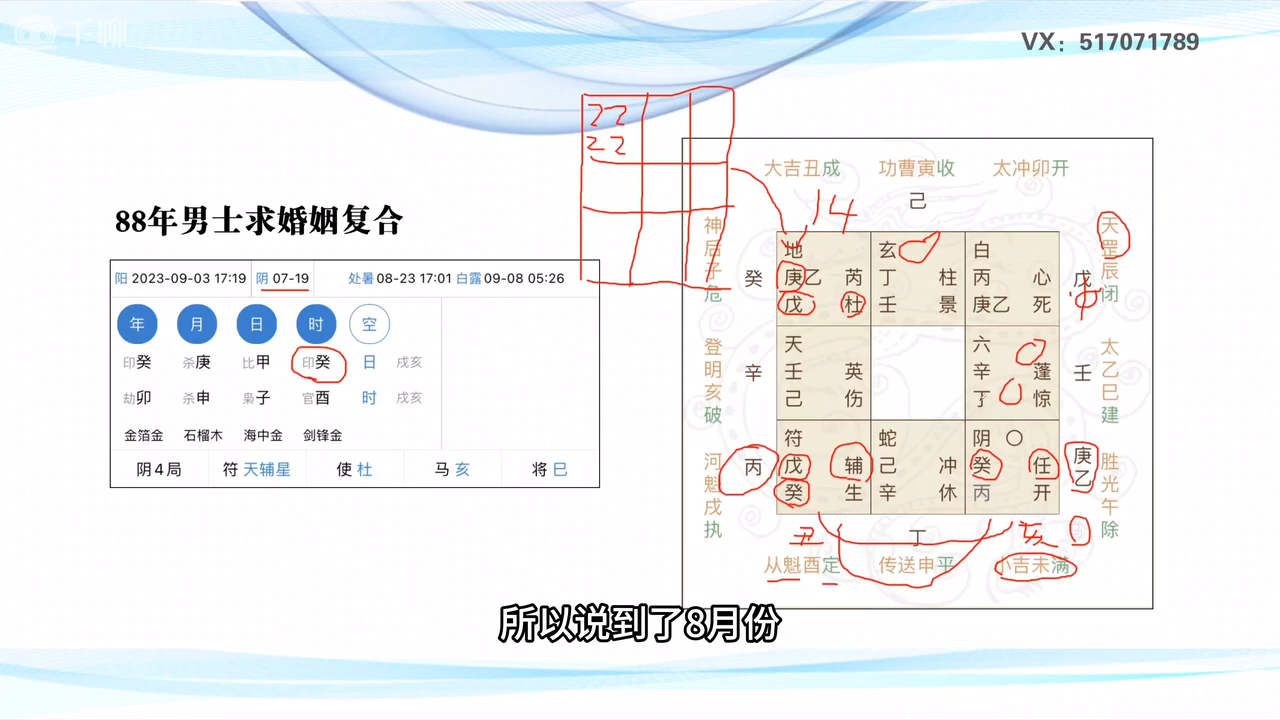 千聊
VX：517071789
22
22
14
88年男士求婚姻复合
阳 2023-09-03 17:19 阴 07-19 处暑 08-23 17:01 白露 09-08 05:26
年 月 日 时 空
印癸 杀庚 比甲 印癸 日 戌亥
劫卯 杀申 枭子 官酉 时 戌亥
金箔金 石榴木 海中金 剑锋金
阴4局 符 天辅星 使 杜 马 亥 将 巳
大吉丑成 功曹寅收 太冲卯开
己
神后子危 癸 戊 天罡辰闭
申
地 玄 白
庚乙 芮 丁 柱 丙 心
戊 杜 壬 景 庚乙 死
登明亥破 辛 壬 太乙巳建
天 六
壬 英 辛 蓬
己 伤 丁 惊
河魁戌执 丙 庚乙 胜光午除
符 蛇 阴
戊 辅 己 冲 癸 任
癸 生 辛 休 丙 开
丑 丁 亥
从魁酉定 传送申平 小吉未满
所以说到了8月份